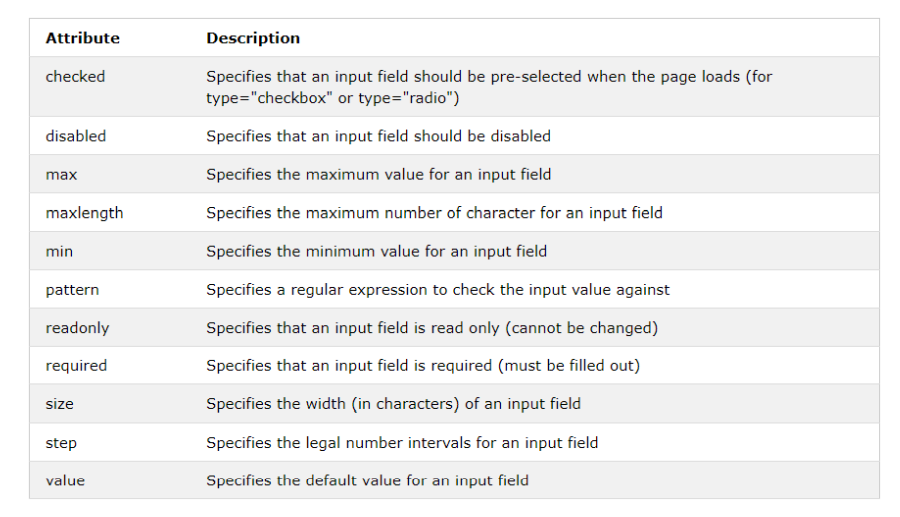 Attribute Description
checked Specifies that an input field should be pre-selected when the page loads (for
type="checkbox" or type="radio")
disabled Specifies that an input field should be disabled
max Specifies the maximum value for an input field
maxlength Specifies the maximum number of character for an input field
min Specifies the minimum value for an input field
pattern Specifies a regular expression to check the input value against
readonly Specifies that an input field is read only (cannot be changed)
required Specifies that an input field is required (must be filled out)
size Specifies the width (in characters) of an input field
step Specifies the legal number intervals for an input field
value Specifies the default value for an input field